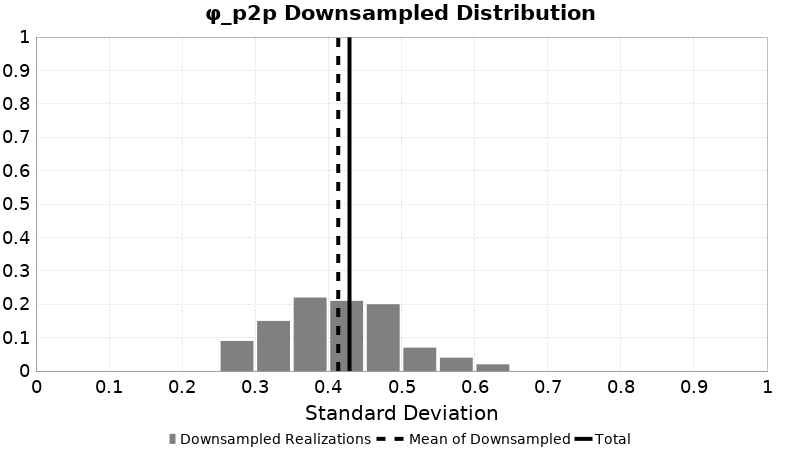 φ_p2p Downsampled Distribution
1
0.9
0.8
0.7
0.6
0.5
0.4
0.3
0.2
0.1
0
0 0.1 0.2 0.3 0.4 0.5 0.6 0.7 0.8 0.9 1
Standard Deviation
Downsampled Realizations Mean of Downsampled Total